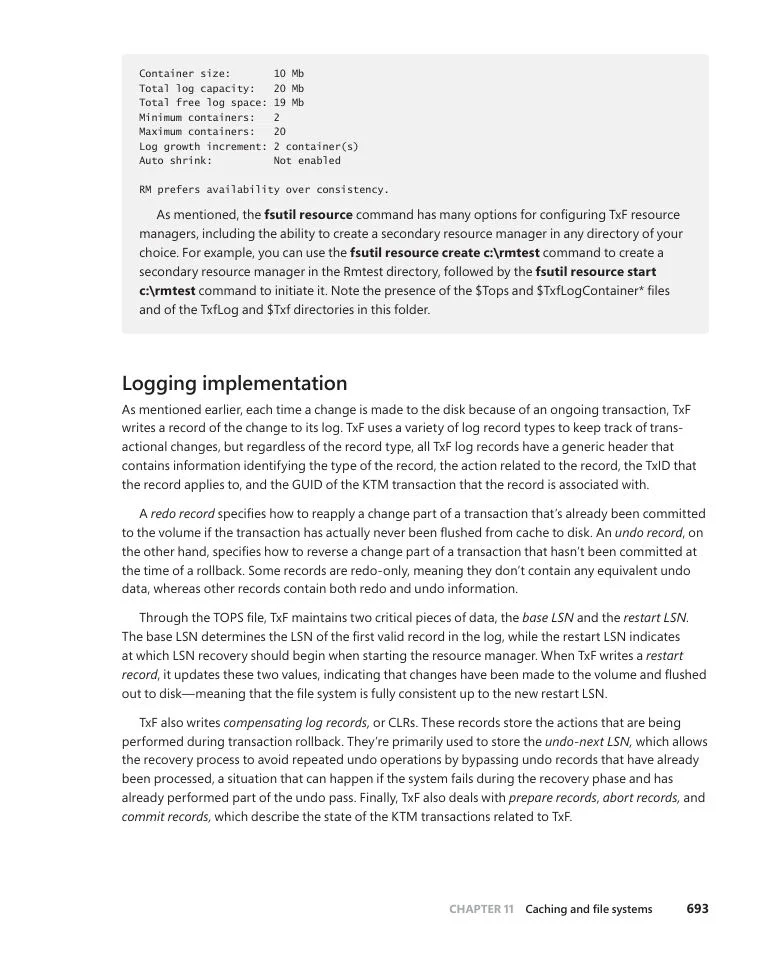 Container size:       10 Mb
Total log capacity:   20 Mb
Total free log space: 19 Mb
Minimum containers:   2
Maximum containers:   20
Log growth increment: 2 container(s)
Auto shrink:          Not enabled
RM prefers availability over consistency.
As mentioned, the fsutil resource command has many options for configuring TxF resource
managers, including the ability to create a secondary resource manager in any directory of your
choice. For example, you can use the fsutil resource create c:\rmtest command to create a
secondary resource manager in the Rmtest directory, followed by the fsutil resource start
c:\rmtest command to initiate it. Note the presence of the $Tops and $TxfLogContainer* files
and of the TxfLog and $Txf directories in this folder.
Logging implementation
As mentioned earlier, each time a change is made to the disk because of an ongoing transaction, TxF
writes a record of the change to its log. TxF uses a variety of log record types to keep track of trans-
actional changes, but regardless of the record type, all TxF log records have a generic header that
contains information identifying the type of the record, the action related to the record, the TxID that
the record applies to, and the GUID of the KTM transaction that the record is associated with.
A redo record specifies how to reapply a change part of a transaction that's already been committed
to the volume if the transaction has actually never been flushed from cache to disk. An undo record, on
the other hand, specifies how to reverse a change part of a transaction that hasn't been committed at
the time of a rollback. Some records are redo-only, meaning they don't contain any equivalent undo
data, whereas other records contain both redo and undo information.
Through the TOPS file, TxF maintains two critical pieces of data, the base LSN and the restart LSN.
The base LSN determines the LSN of the first valid record in the log, while the restart LSN indicates
at which LSN recovery should begin when starting the resource manager. When TxF writes a restart
record, it updates these two values, indicating that changes have been made to the volume and flushed
out to disk—meaning that the file system is fully consistent up to the new restart LSN.
TxF also writes compensating log records, or CLRs. These records store the actions that are being
performed during transaction rollback. They're primarily used to store the undo-next LSN, which allows
the recovery process to avoid repeated undo operations by bypassing undo records that have already
been processed, a situation that can happen if the system fails during the recovery phase and has
already performed part of the undo pass. Finally, TxF also deals with prepare records, abort records, and
commit records, which describe the state of the KTM transactions related to TxF.
CHAPTER 11 Caching and file systems 693